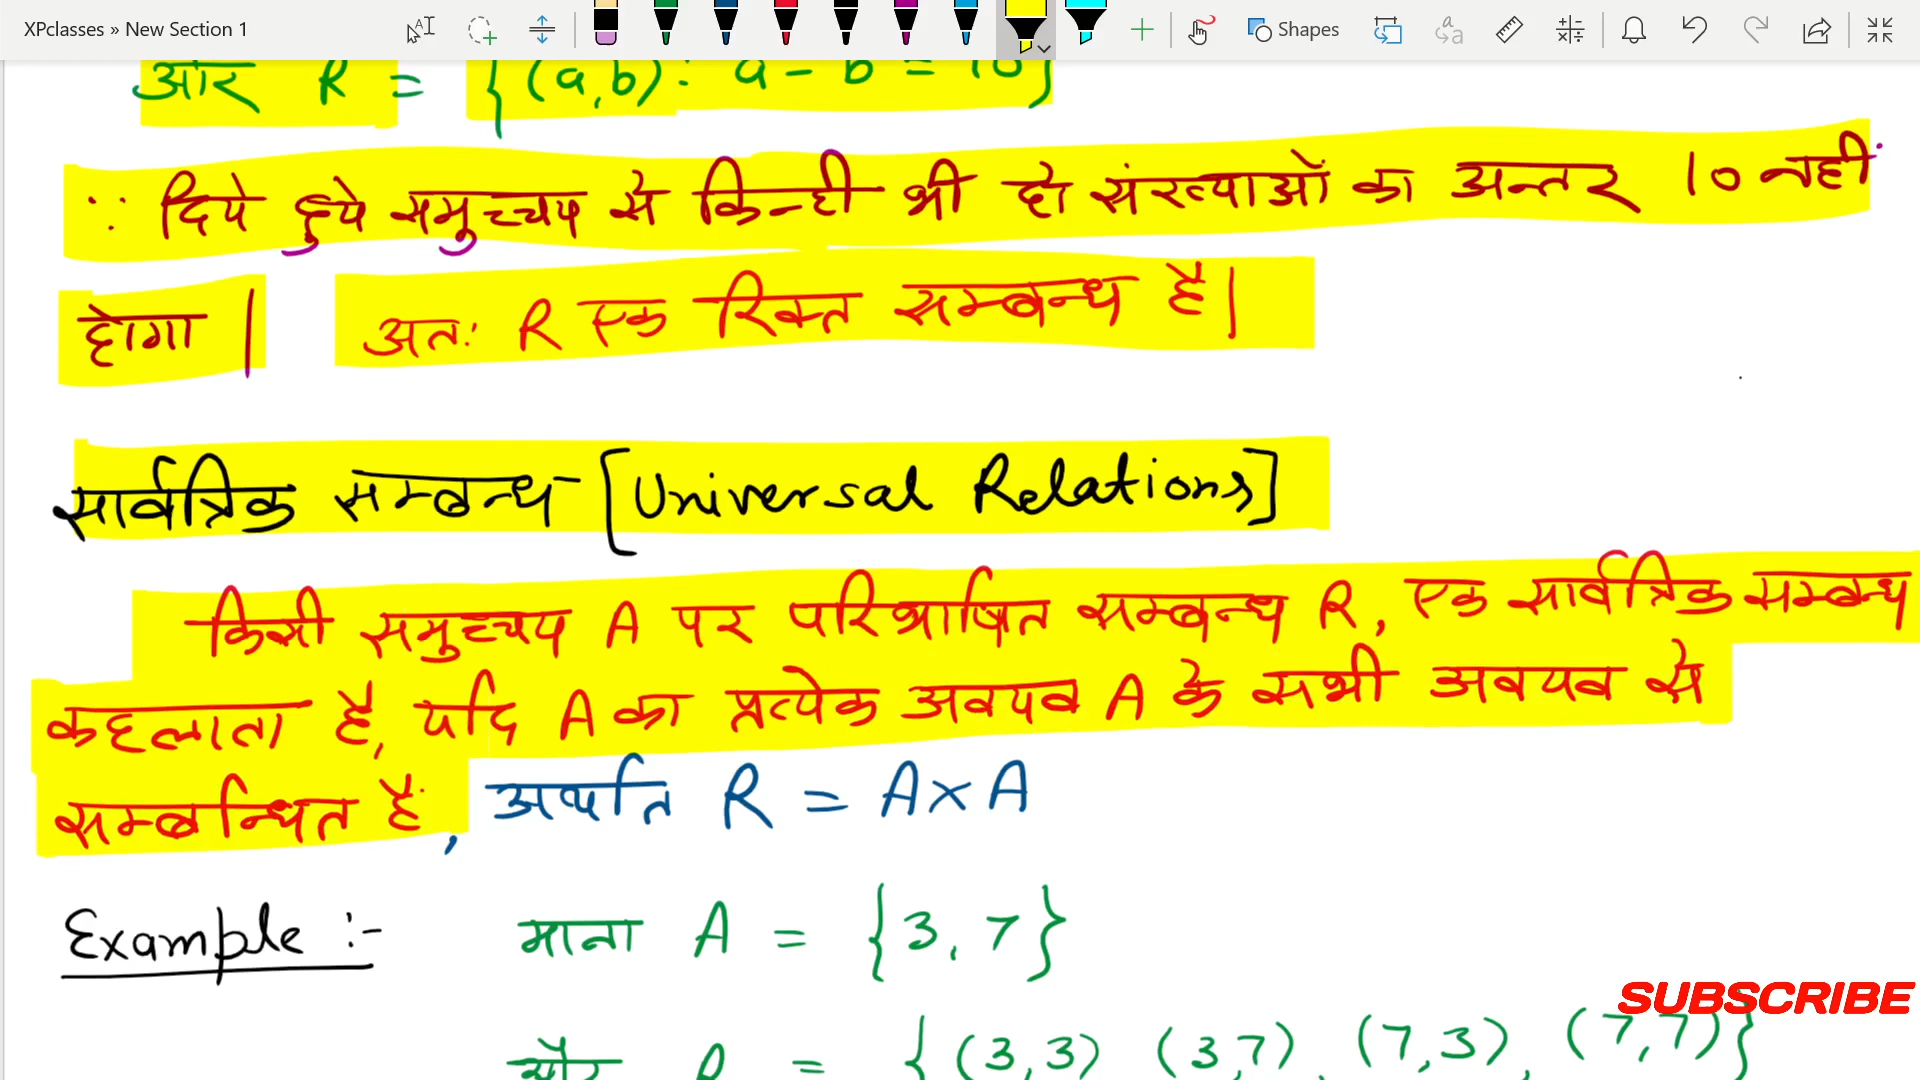 XPclasses » New Section 1
Shapes
और R = {(a,b): a - b = 10}
∵ दिये हुये समुच्चय से किन्ही भी दो संख्याओं का अन्तर 10 नही
होगा | अतः R एक रिक्त सम्बन्ध है |
सार्वत्रिक सम्बन्ध [Universal Relations]
किसी समुच्चय A पर परिभाषित सम्बन्ध R, एक सार्वत्रिक सम्बन्ध
कहलाता है, यदि A का प्रत्येक अवयव A के सभी अवयव से
सम्बन्धित है, अर्थात R = A×A
Example :- माना A = {3, 7}
SUBSCRIBE
और R = {(3,3) (3,7), (7,3), (7,7)}